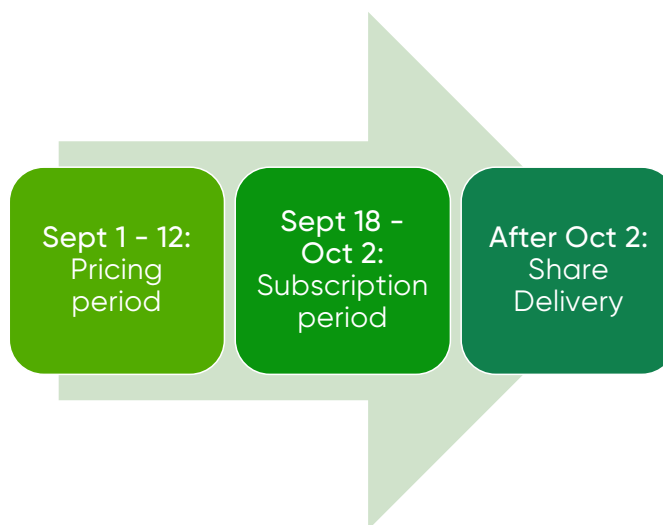 Sept 1 - 12:
Pricing
period
Sept 18 -
Oct 2:
Subscription
period
After Oct 2:
Share
Delivery